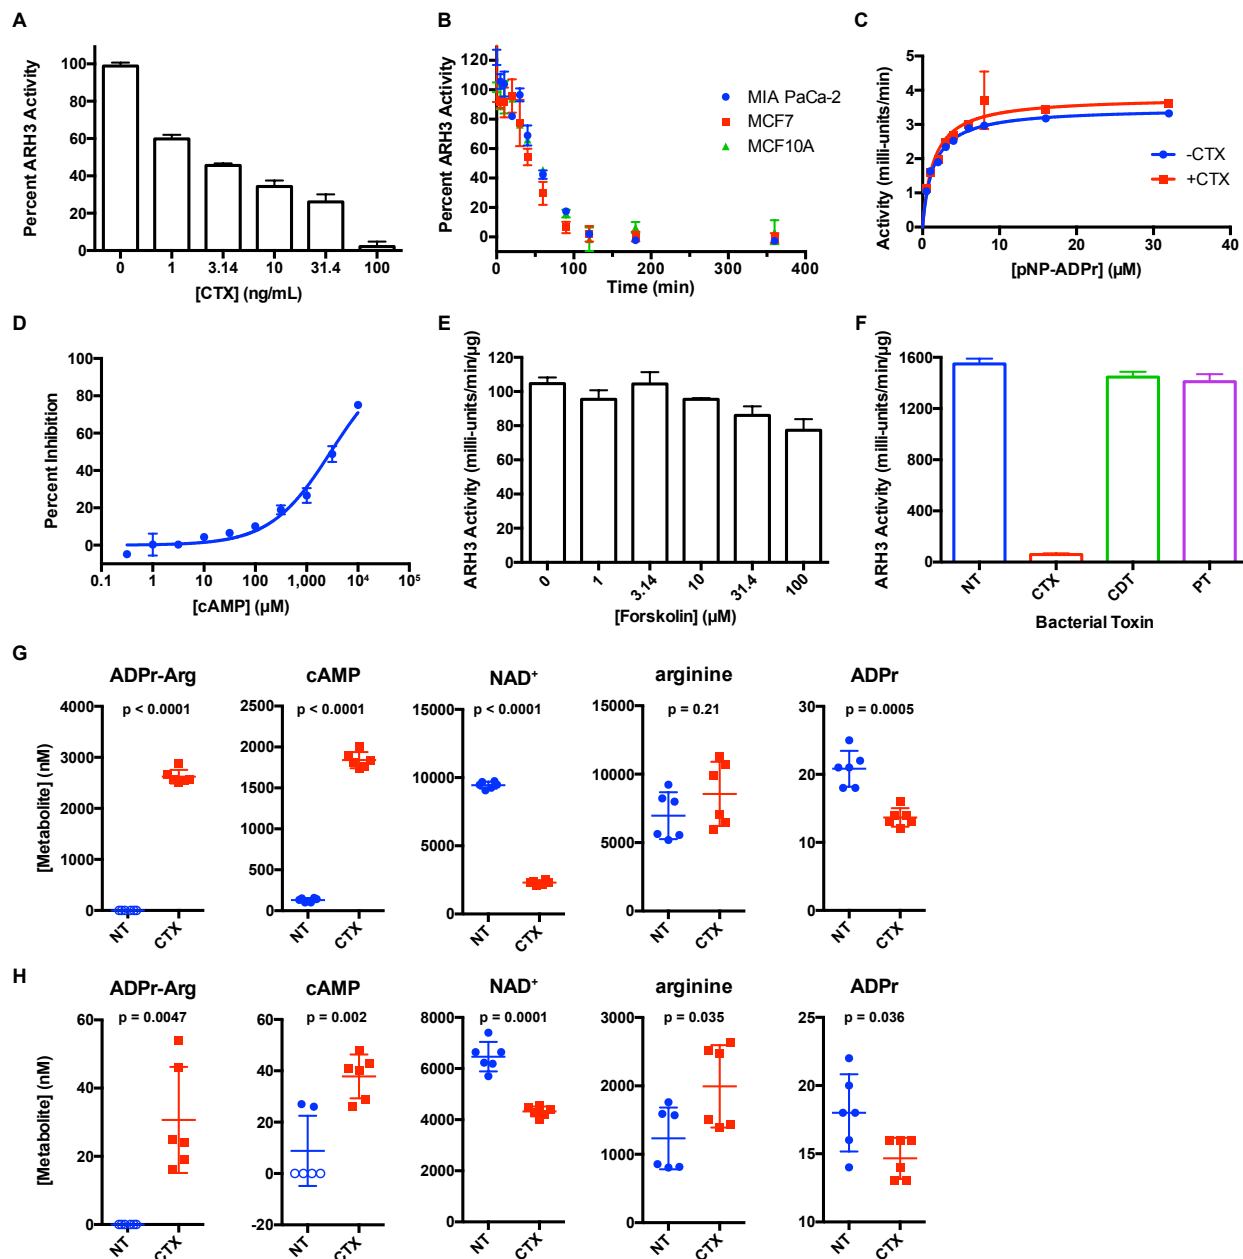 A
Percent ARH3 Activity
100
80
60
40
20
0
0 1 3.14 10 31.4 100
[CTX] (ng/mL)
B
Percent ARH3 Activity
120
100
80
60
40
20
0
0 100 200 300 400
Time (min)
MIA PaCa-2
MCF7
MCF10A
C
Activity (milli-units/min)
5
4
3
2
1
0
0 10 20 30 40
[pNP-ADPr] (µM)
-CTX
+CTX
D
Percent Inhibition
100
80
60
40
20
0
0.1 1 10 100 1,000 10⁴ 10⁵
[cAMP] (µM)
E
ARH3 Activity (milli-units/min/µg)
120
100
80
60
40
20
0
0 1 3.14 10 31.4 100
[Forskolin] (µM)
F
ARH3 Activity (milli-units/min/µg)
1600
1200
800
400
0
NT CTX CDT PT
Bacterial Toxin
G
[Metabolite] (nM)
ADPr-Arg
p < 0.0001
4000
3000
2000
1000
0
NT CTX
cAMP
p < 0.0001
2500
2000
1500
1000
500
0
NT CTX
NAD⁺
p < 0.0001
15000
10000
5000
0
NT CTX
arginine
p = 0.21
15000
10000
5000
0
NT CTX
ADPr
p = 0.0005
30
20
10
0
NT CTX
H
[Metabolite] (nM)
ADPr-Arg
p = 0.0047
60
40
20
0
NT CTX
cAMP
p = 0.002
60
40
20
0
-20
NT CTX
NAD⁺
p = 0.0001
8000
6000
4000
2000
0
NT CTX
arginine
p = 0.035
3000
2000
1000
0
NT CTX
ADPr
p = 0.036
25
20
15
10
NT CTX